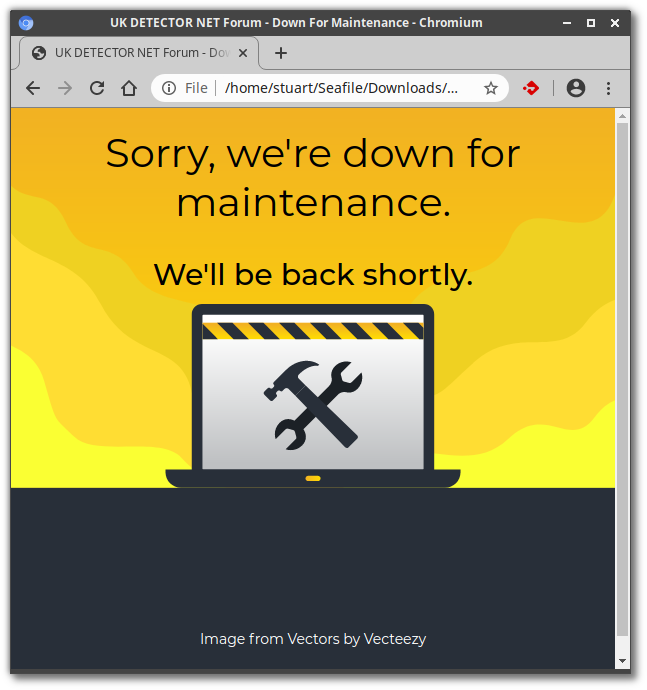 UK DETECTOR NET Forum - Down For Maintenance - Chromium
UK DETECTOR NET Forum - Dow
File
/home/stuart/Seafile/Downloads/...
Sorry, we're down for
maintenance.
We'll be back shortly.
Image from Vectors by Vecteezy